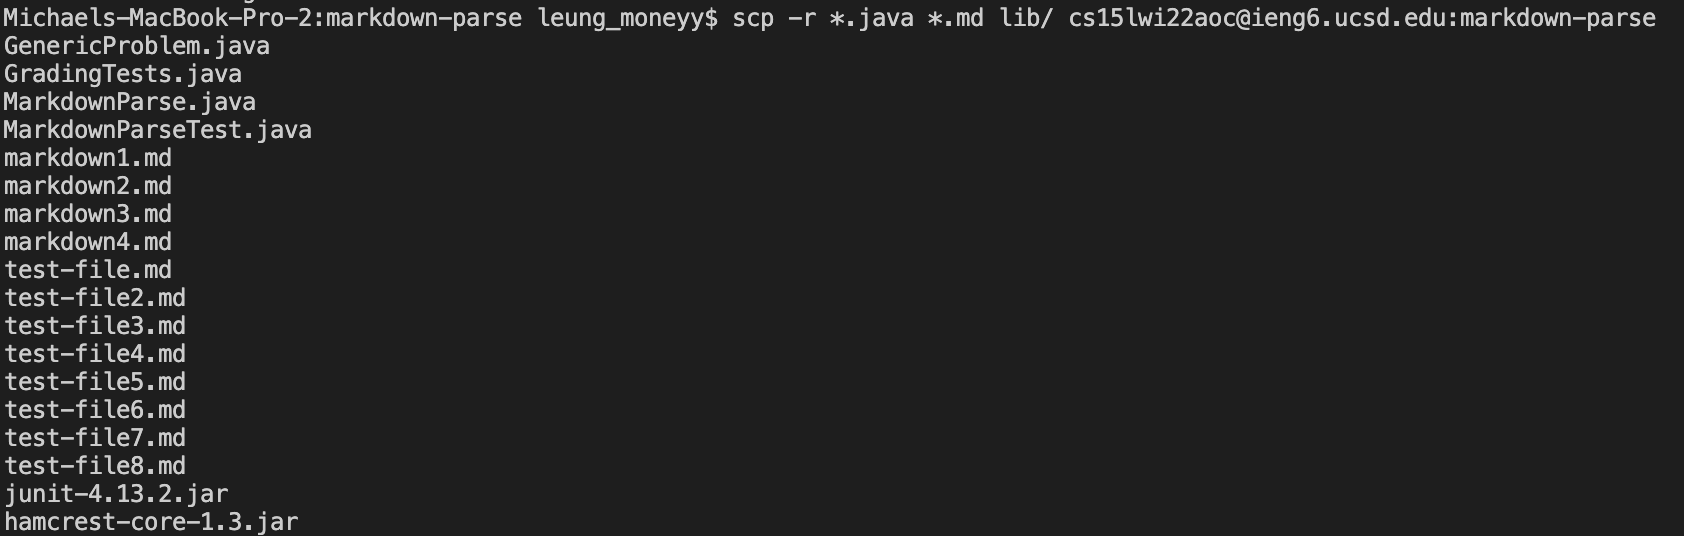 Michaels-MacBook-Pro-2:markdown-parse leung_moneyy$ scp -r *.java *.md lib/ cs15lwi22aoc@ieng6.ucsd.edu:markdown-parse
GenericProblem.java
GradingTests.java
MarkdownParse.java
MarkdownParseTest.java
markdown1.md
markdown2.md
markdown3.md
markdown4.md
test-file.md
test-file2.md
test-file3.md
test-file4.md
test-file5.md
test-file6.md
test-file7.md
test-file8.md
junit-4.13.2.jar
hamcrest-core-1.3.jar